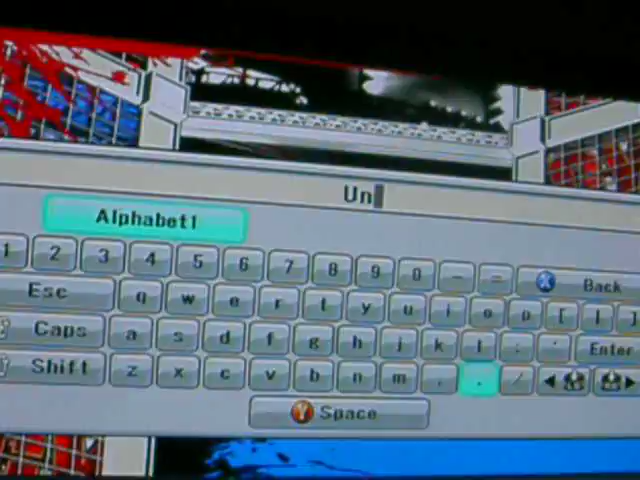 Un
Alphabet1
1 2 3 4 5 6 7 8 9 0 - = X Back
Esc q w e r t y u i o p [ ] ]
Caps a s d f g h j k l : ' Enter
Shift z x c v b n m , . / ◀ ▶
Y Space